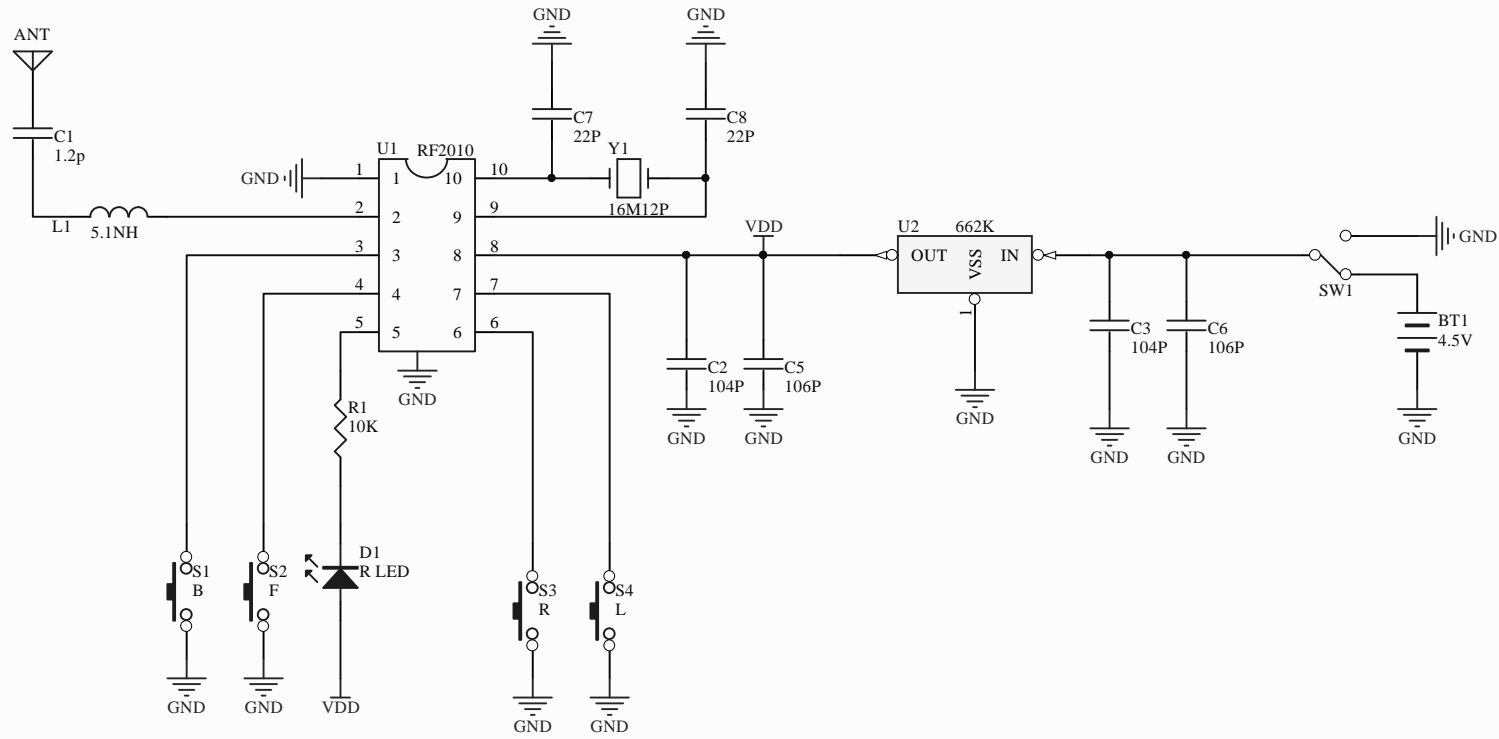 GND
GND
ANT
C7
22P
C8
22P
C1
1.2p
U1
RF2010
Y1
GND
1
1
10
10
16M12P
2
2
9
9
L1
5.1NH
3
3
8
8
VDD
4
4
7
7
5
5
6
6
GND
U2
662K
OUT
VSS
IN
1
GND
GND
SW1
BT1
4.5V
GND
C3
104P
GND
C6
106P
GND
C2
104P
GND
C5
106P
GND
R1
10K
D1
R LED
VDD
S1
B
GND
S2
F
GND
S3
R
GND
S4
L
GND